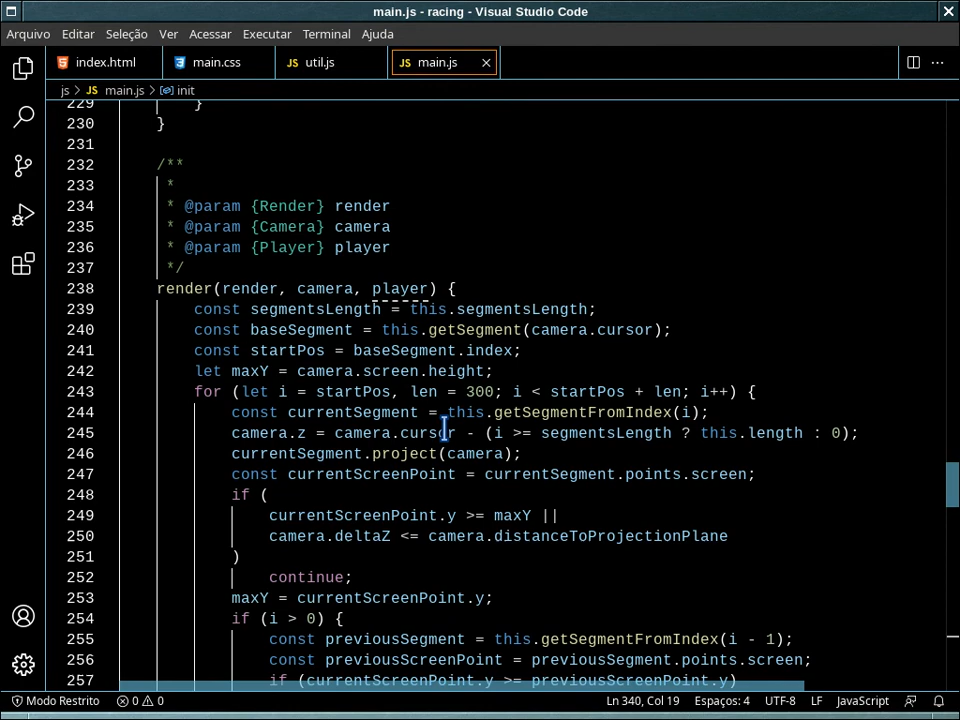 main.js - racing - Visual Studio Code
Arquivo Editar Seleção Ver Acessar Executar Terminal Ajuda
index.html main.css JS util.js JS main.js
js > JS main.js > init
229 }
230 }
231
232 /**
233 *
234 * @param {Render} render
235 * @param {Camera} camera
236 * @param {Player} player
237 */
238 render(render, camera, player) {
239 const segmentsLength = this.segmentsLength;
240 const baseSegment = this.getSegment(camera.cursor);
241 const startPos = baseSegment.index;
242 let maxY = camera.screen.height;
243 for (let i = startPos, len = 300; i < startPos + len; i++) {
244 const currentSegment = this.getSegmentFromIndex(i);
245 camera.z = camera.cursor - (i >= segmentsLength ? this.length : 0);
246 currentSegment.project(camera);
247 const currentScreenPoint = currentSegment.points.screen;
248 if (
249 currentScreenPoint.y >= maxY ||
250 camera.deltaZ <= camera.distanceToProjectionPlane
251 )
252 continue;
253 maxY = currentScreenPoint.y;
254 if (i > 0) {
255 const previousSegment = this.getSegmentFromIndex(i - 1);
256 const previousScreenPoint = previousSegment.points.screen;
257 if (currentScreenPoint.y >= previousScreenPoint.y)
Modo Restrito 0 0 Ln 340, Col 19 Espaços: 4 UTF-8 LF JavaScript